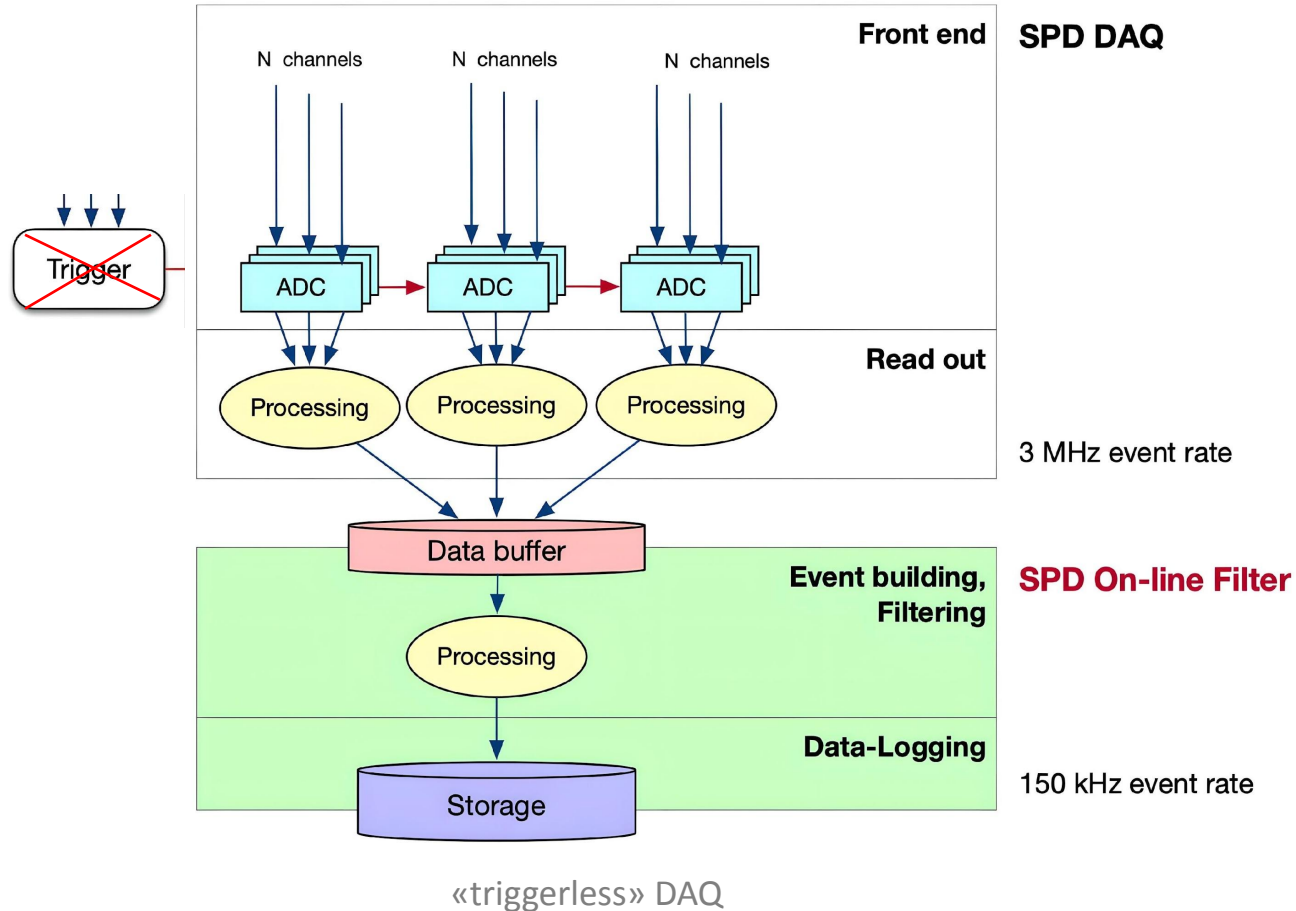 Front end
SPD DAQ
N channels
N channels
N channels
Trigger
ADC
ADC
ADC
Read out
Processing
Processing
Processing
3 MHz event rate
Data buffer
Event building,
Filtering
SPD On-line Filter
Processing
Data-Logging
Storage
150 kHz event rate
«triggerless» DAQ